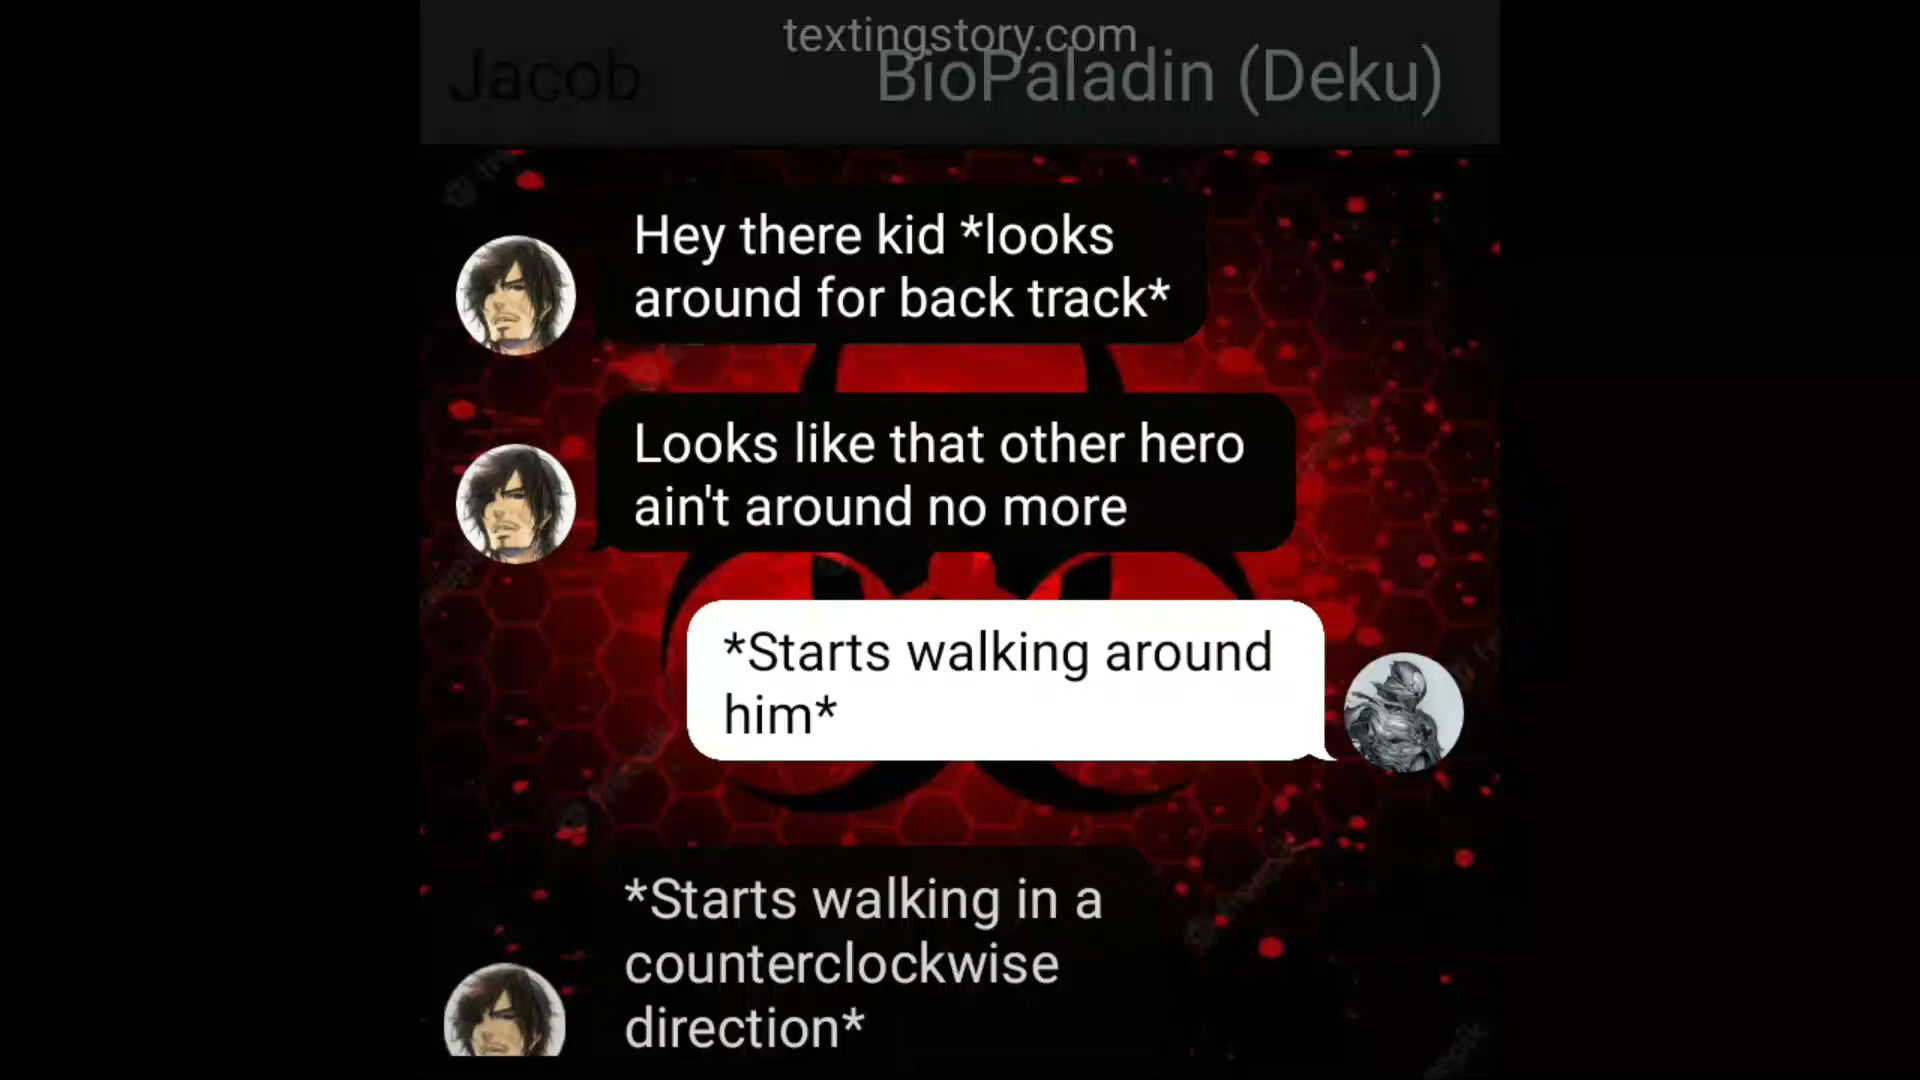 textingstory.com
Jacob BioPaladin (Deku)
Hey there kid *looks
around for back track*
Looks like that other hero
ain't around no more
*Starts walking around
him*
*Starts walking in a
counterclockwise
direction*